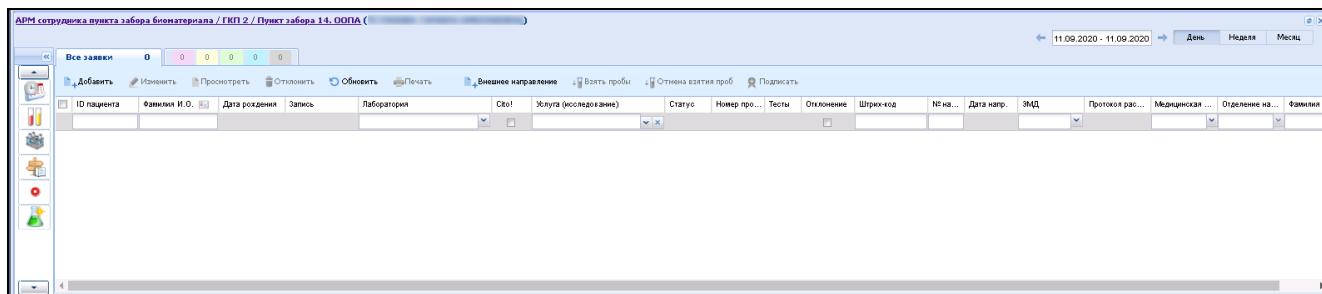 АРМ сотрудника пункта забора биоматериала / ГКП 2 / Пункт забора 14. ООПА ( )
11.09.2020 - 11.09.2020 День Неделя Месяц
Все заявки 0 0 0 0 0 0
Добавить Изменить Просмотреть Отклонить Обновить Печать Внешнее направление Взять пробы Отмена взятия проб Подписать
ID пациента Фамилия И.О. Дата рождения Запись Лаборатория Cito! Услуга (исследование) Статус Номер про... Тесты Отклонение Штрих-код № на... Дата напр. ЭМД Протокол рас... Медицинская ... Отделение на... Фамилия